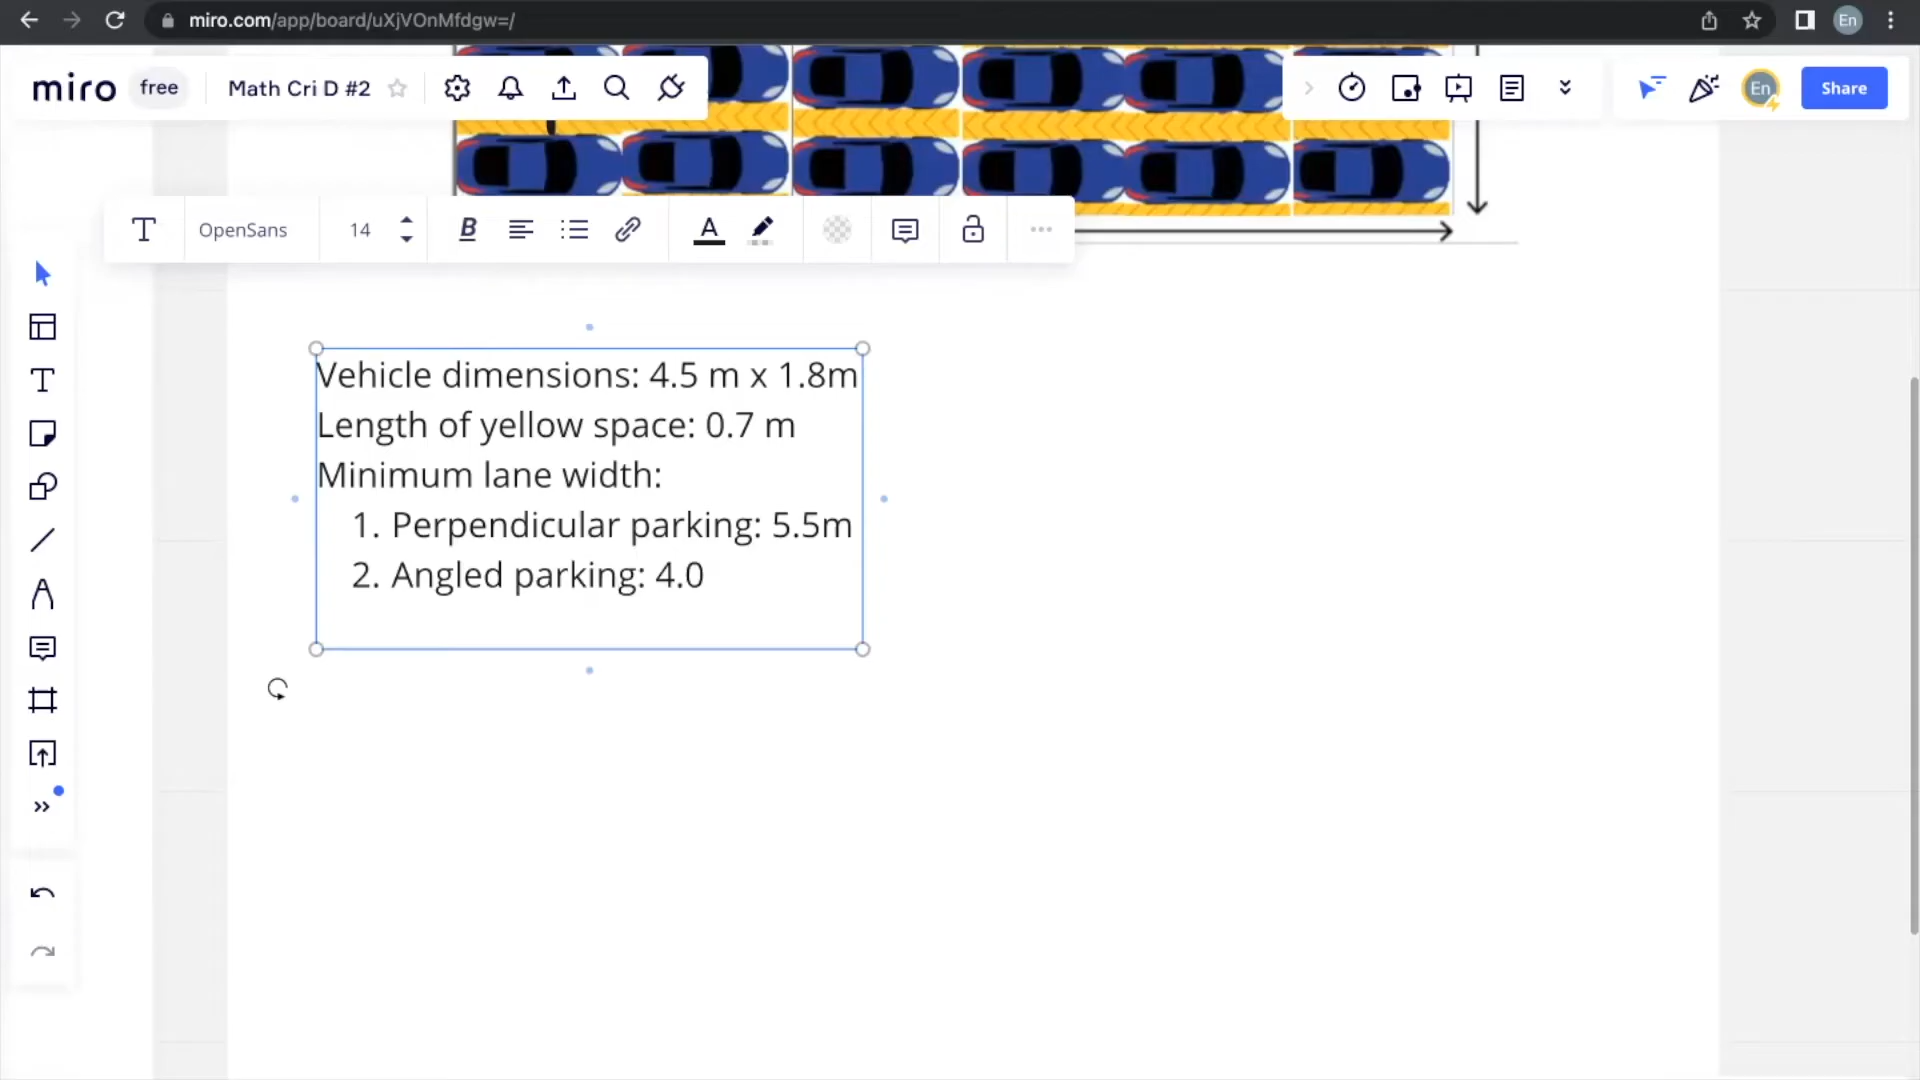 miro.com/app/board/uXjVOnMfdgw=/
En
miro
free
Math Cri D #2
En
Share
OpenSans
14
B
A
Vehicle dimensions: 4.5 m x 1.8m
Length of yellow space: 0.7 m
Minimum lane width:
1. Perpendicular parking: 5.5m
2. Angled parking: 4.0